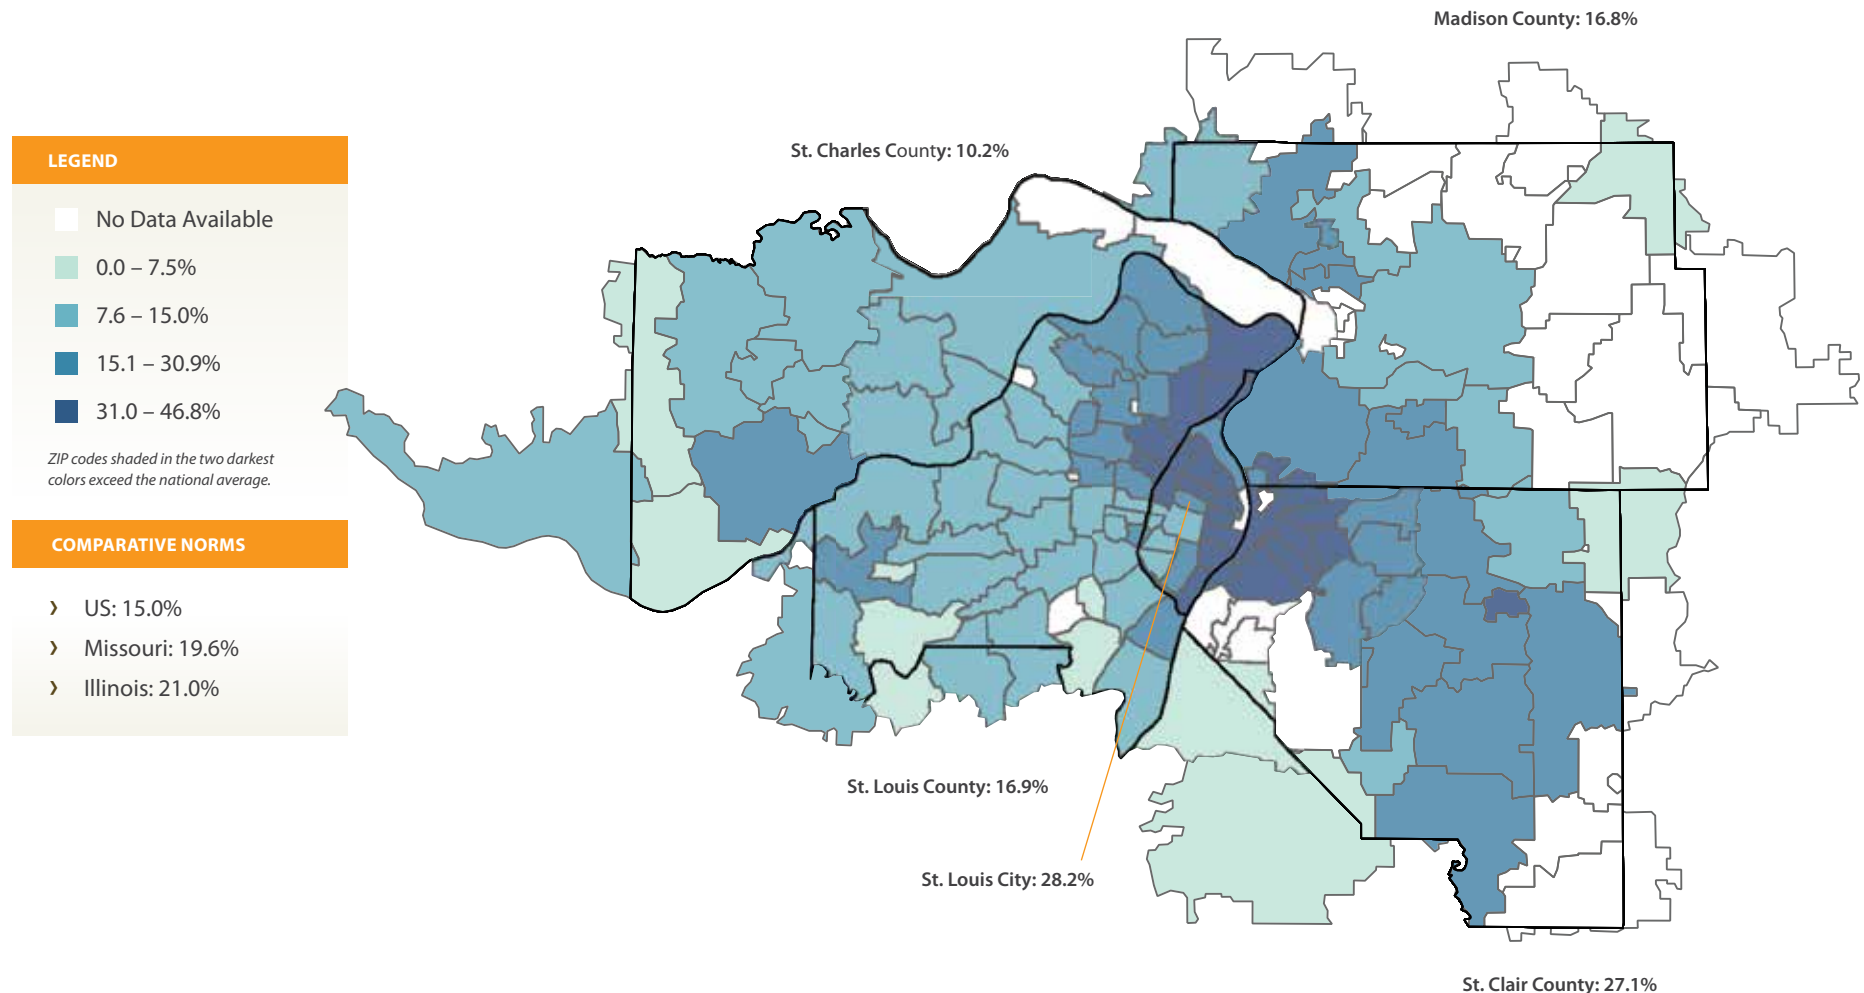 Madison County: 16.8%
St. Charles County: 10.2%
LEGEND
No Data Available
0.0 – 7.5%
7.6 – 15.0%
15.1 – 30.9%
31.0 – 46.8%
ZIP codes shaded in the two darkest
colors exceed the national average.
COMPARATIVE NORMS
› US: 15.0%
› Missouri: 19.6%
› Illinois: 21.0%
St. Louis County: 16.9%
St. Louis City: 28.2%
St. Clair County: 27.1%